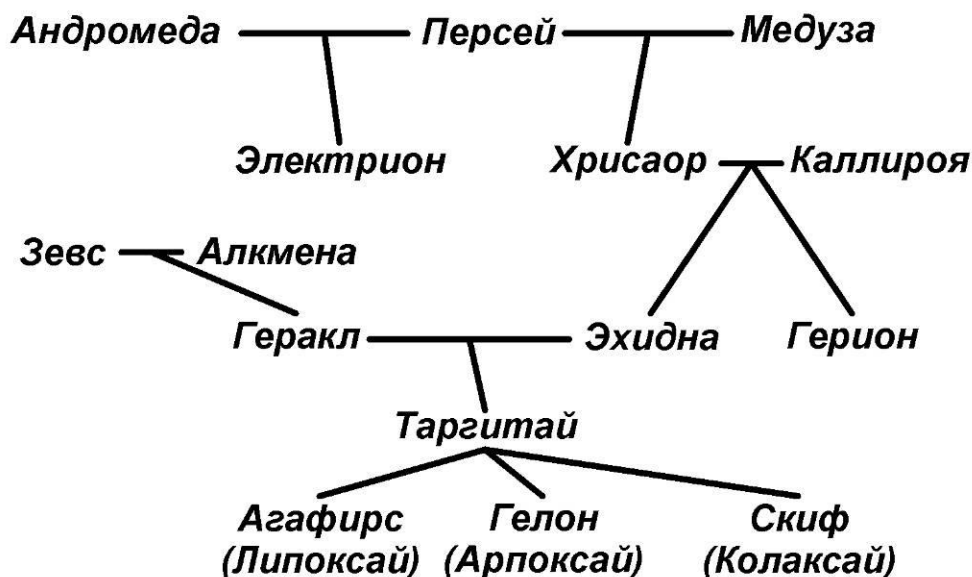 Андромеда Персей Медуза
Электрион Хрисаор Каллироя
Зевс Алкмена
Геракл Эхидна Герион
Таргитай
Агафирс Гелон Скиф
(Липоксай) (Арпоксай) (Колаксай)